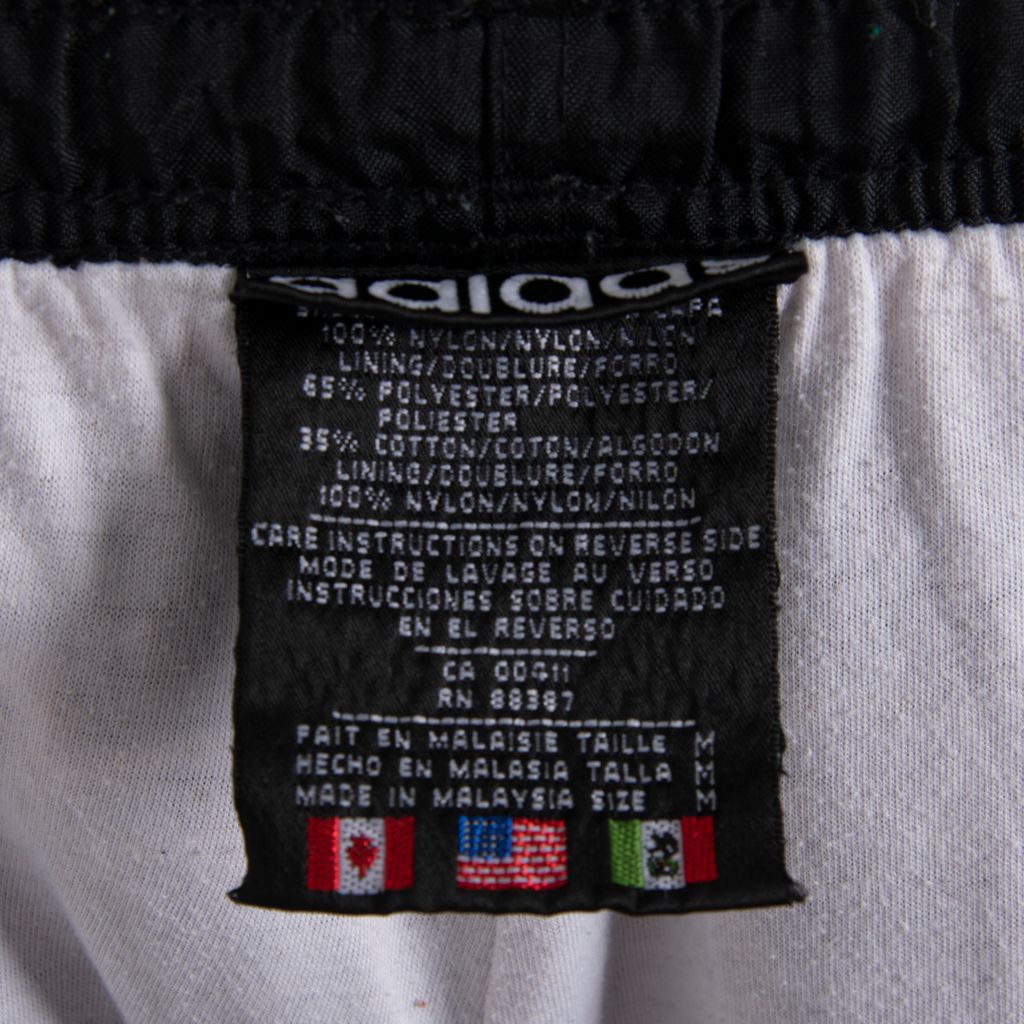 adidas
CAPA
100% NYLON/NYLON/NILON
LINING/DOUBLURE/FORRO
65% POLYESTER/POLYESTER/
POLIESTER
35% COTTON/COTON/ALGODON
LINING/DOUBLURE/FORRO
100% NYLON/NYLON/NILON
CARE INSTRUCTIONS ON REVERSE SIDE
MODE DE LAVAGE AU VERSO
INSTRUCCIONES SOBRE CUIDADO
EN EL REVERSO
CA 00411
RN 88387
FAIT EN MALAISIE TAILLE M
HECHO EN MALASIA TALLA M
MADE IN MALAYSIA SIZE M